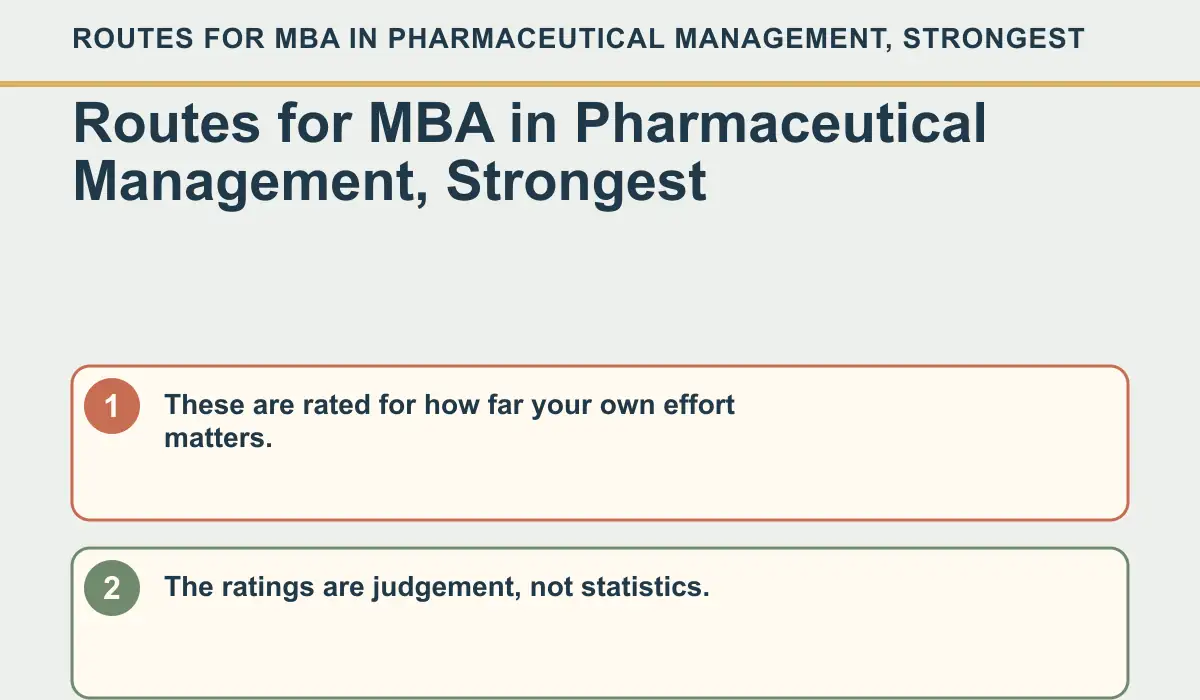 ROUTES FOR MBA IN PHARMACEUTICAL MANAGEMENT, STRONGEST
Routes for MBA in Pharmaceutical
Management, Strongest
1
These are rated for how far your own effort
matters.
2
The ratings are judgement, not statistics.